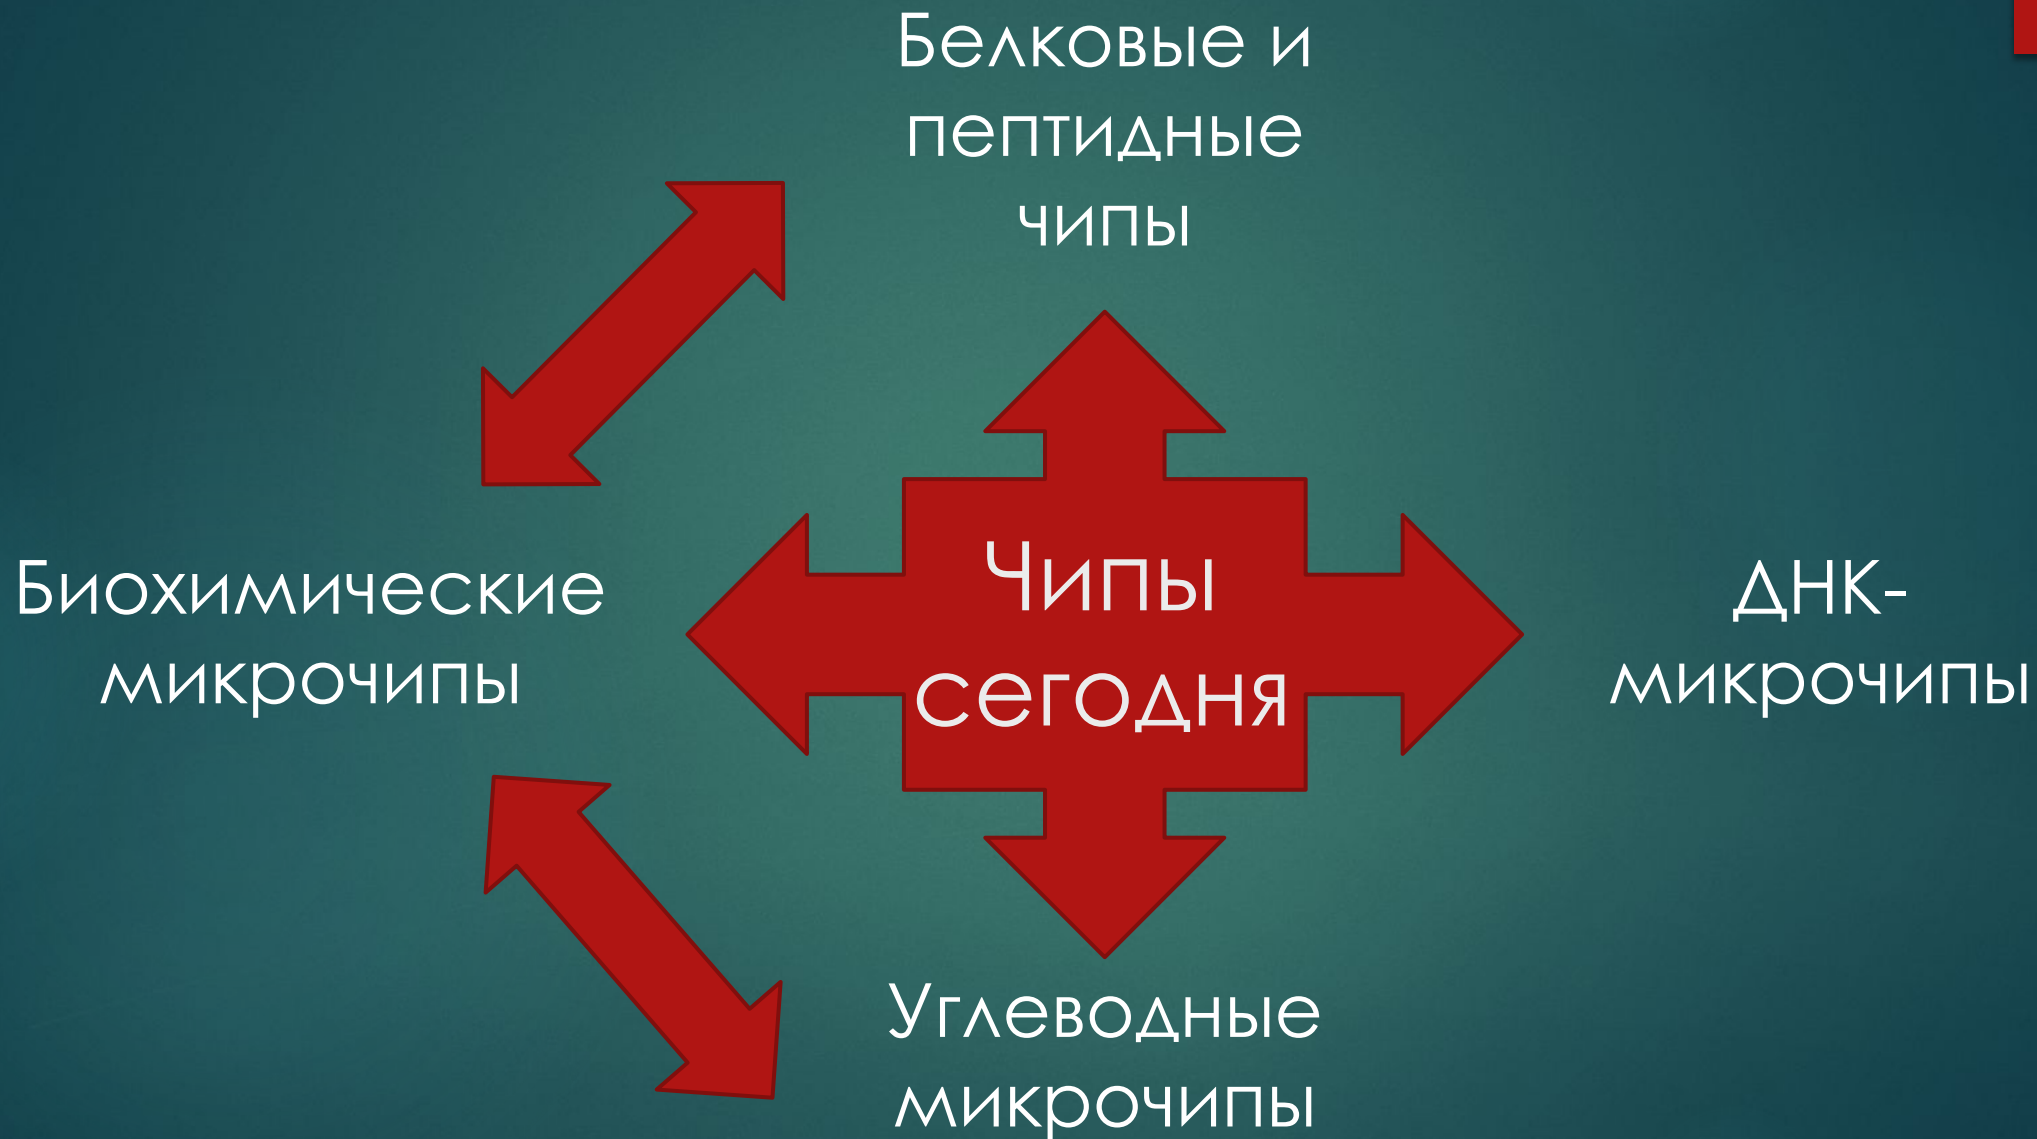 Белковые и
пептидные
чипы
Биохимические
микрочипы
Чипы
сегодня
ДНК-
микрочипы
Углеводные
микрочипы